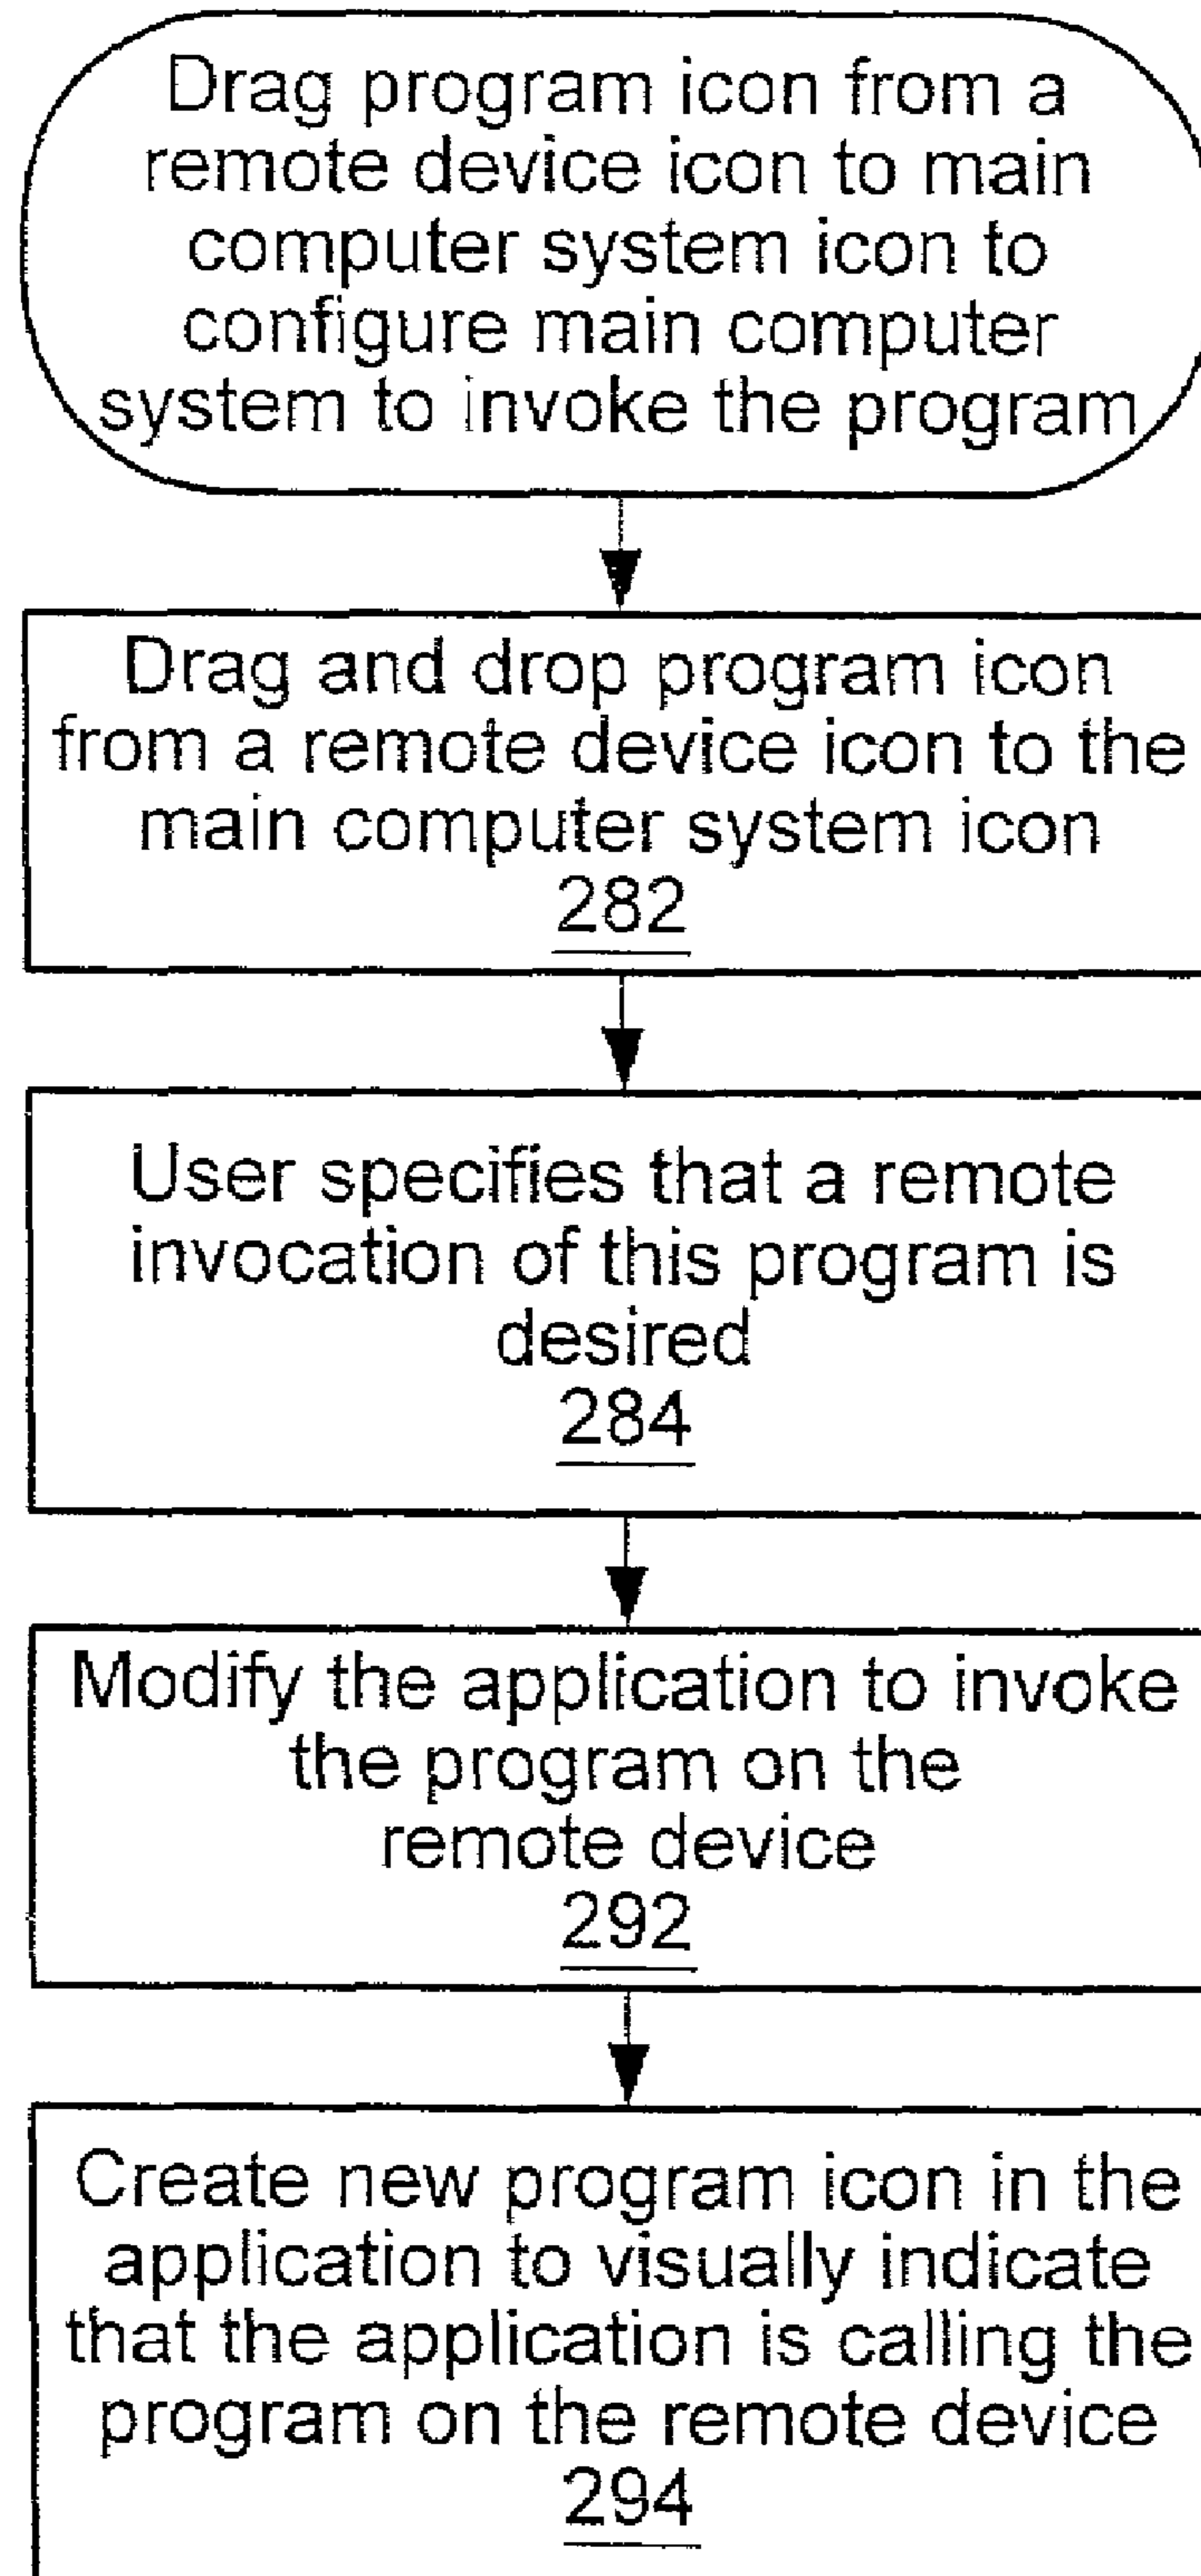 Drag program icon from a
remote device icon to main
computer system icon to
configure main computer
system to invoke the program
Drag and drop program icon
from a remote device icon to the
main computer system icon
282
User specifies that a remote
invocation of this program is
desired
284
Modify the application to invoke
the program on the
remote device
292
Create new program icon in the
application to visually indicate
that the application is calling the
program on the remote device
294